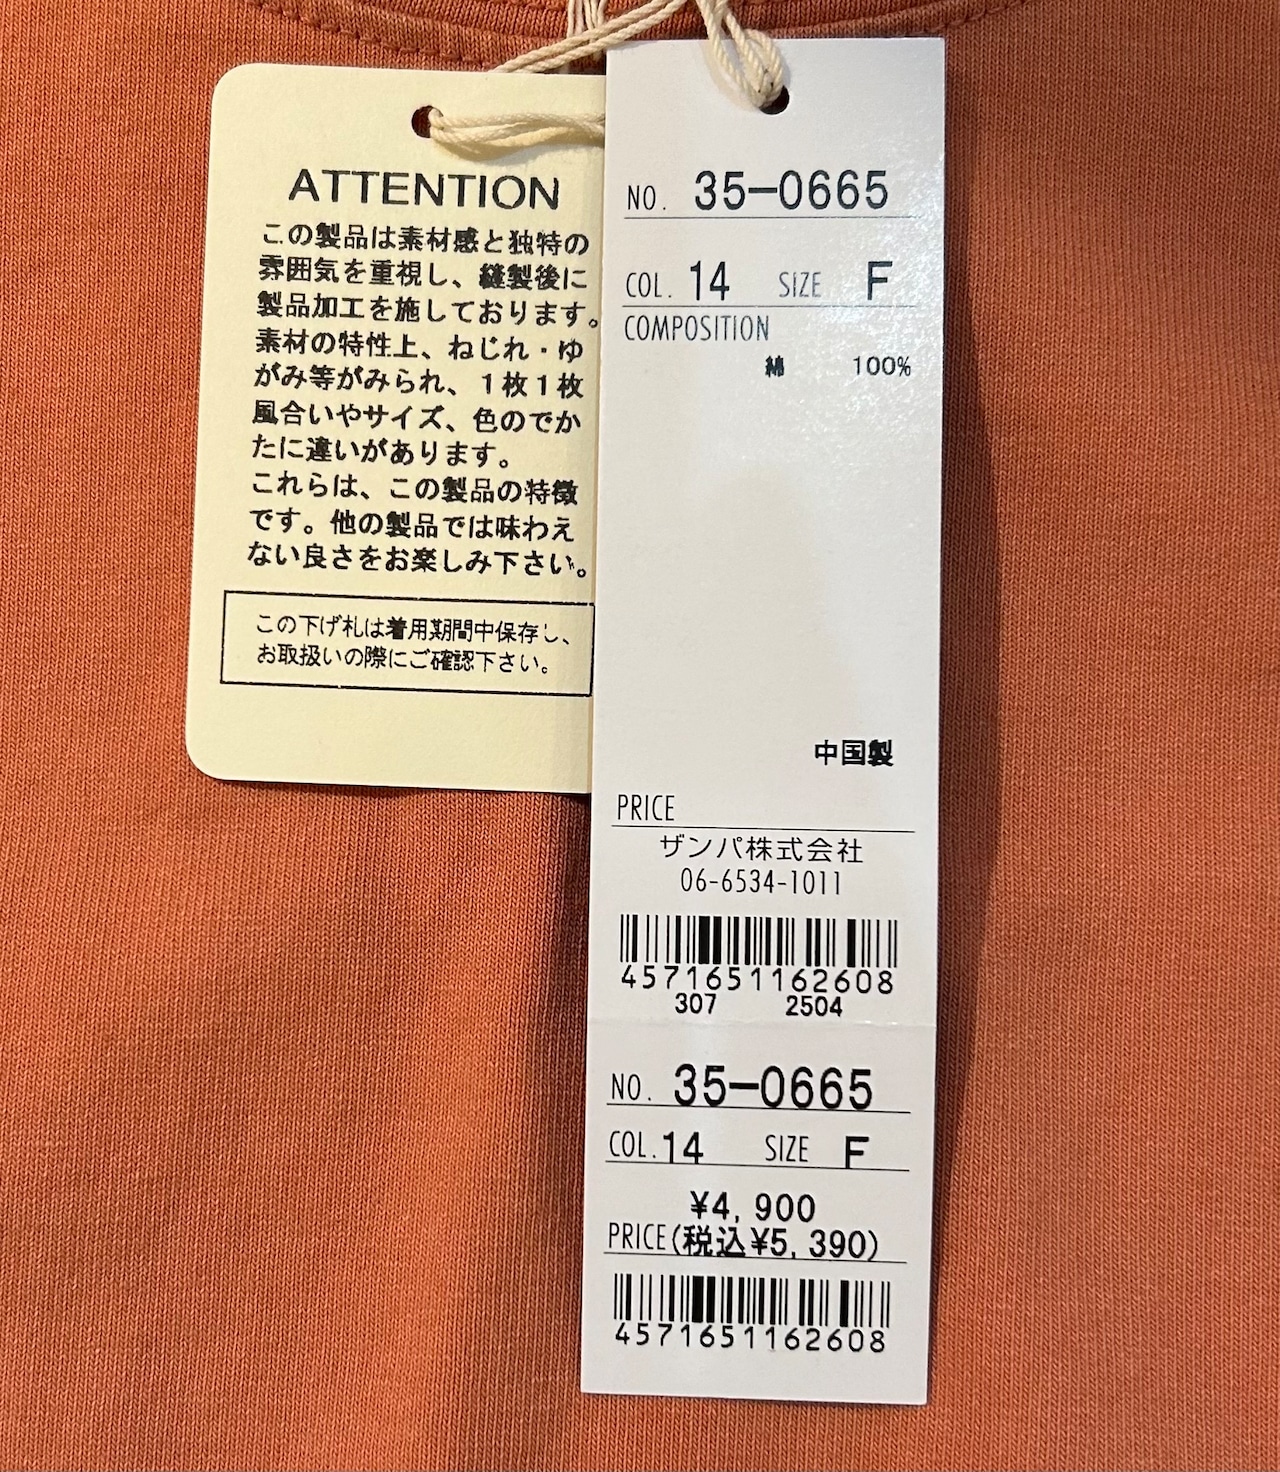 ATTENTION
この製品は素材感と独特の
雰囲気を重視し、縫製後に
製品加工を施しております。
素材の特性上、ねじれ・ゆ
がみ等がみられ、1枚1枚
風合いやサイズ、色のでか
たに違いがあります。
これらは、この製品の特徴
です。他の製品では味わえ
ない良さをお楽しみ下さい。
この下げ札は着用期間中保存し、
お取扱いの際にご確認下さい。
NO. 35-0665
COL. 14 SIZE F
COMPOSITION
綿 100%
中国製
PRICE
ザンパ株式会社
06-6534-1011
4571651162608
307 2504
NO. 35-0665
COL. 14 SIZE F
¥4,900
PRICE (税込¥5,390)
4571651162608